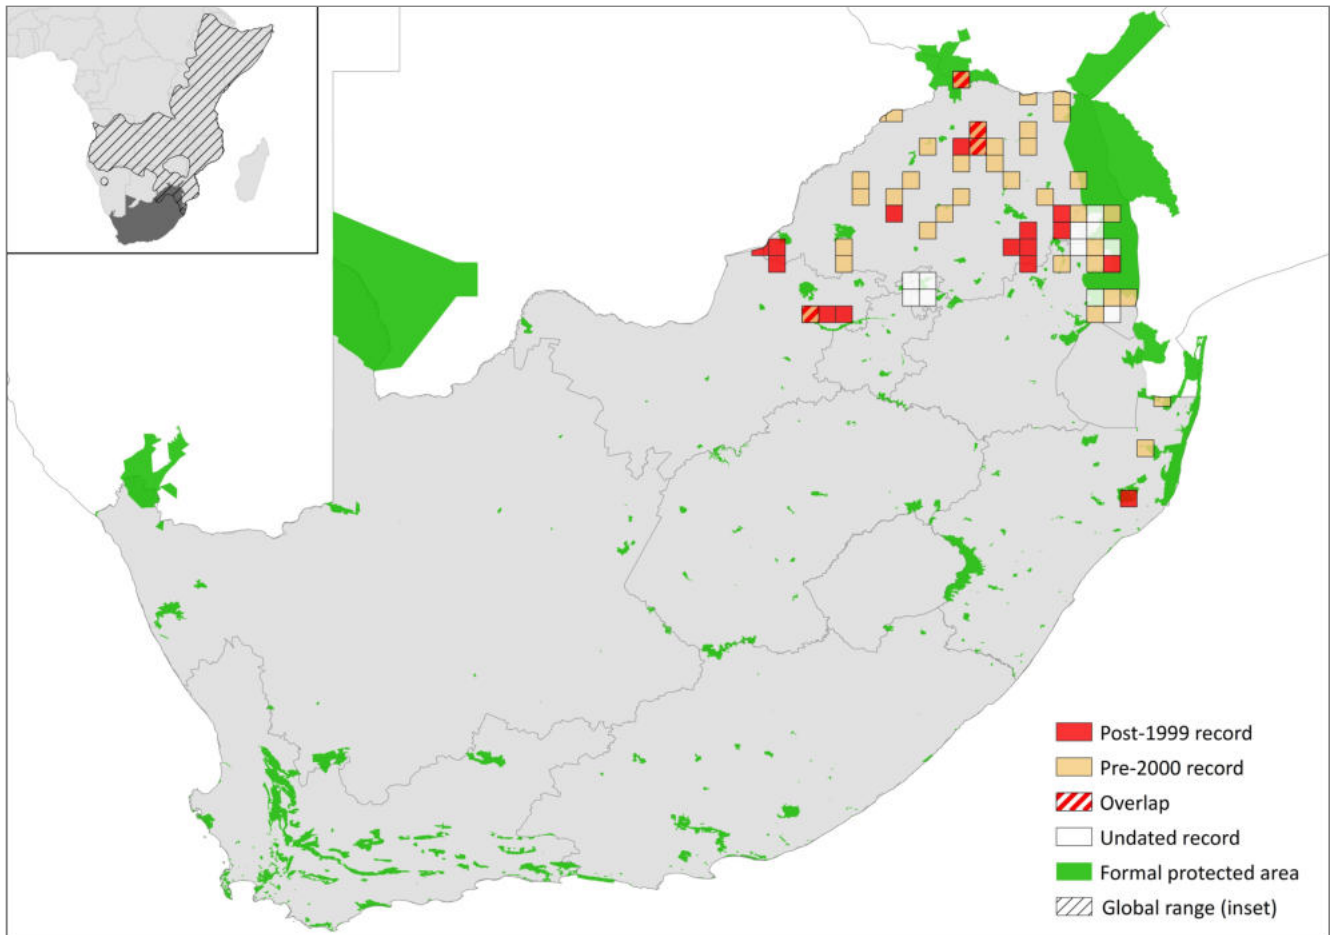 Post-1999 record
Pre-2000 record
Overlap
Undated record
Formal protected area
Global range (inset)